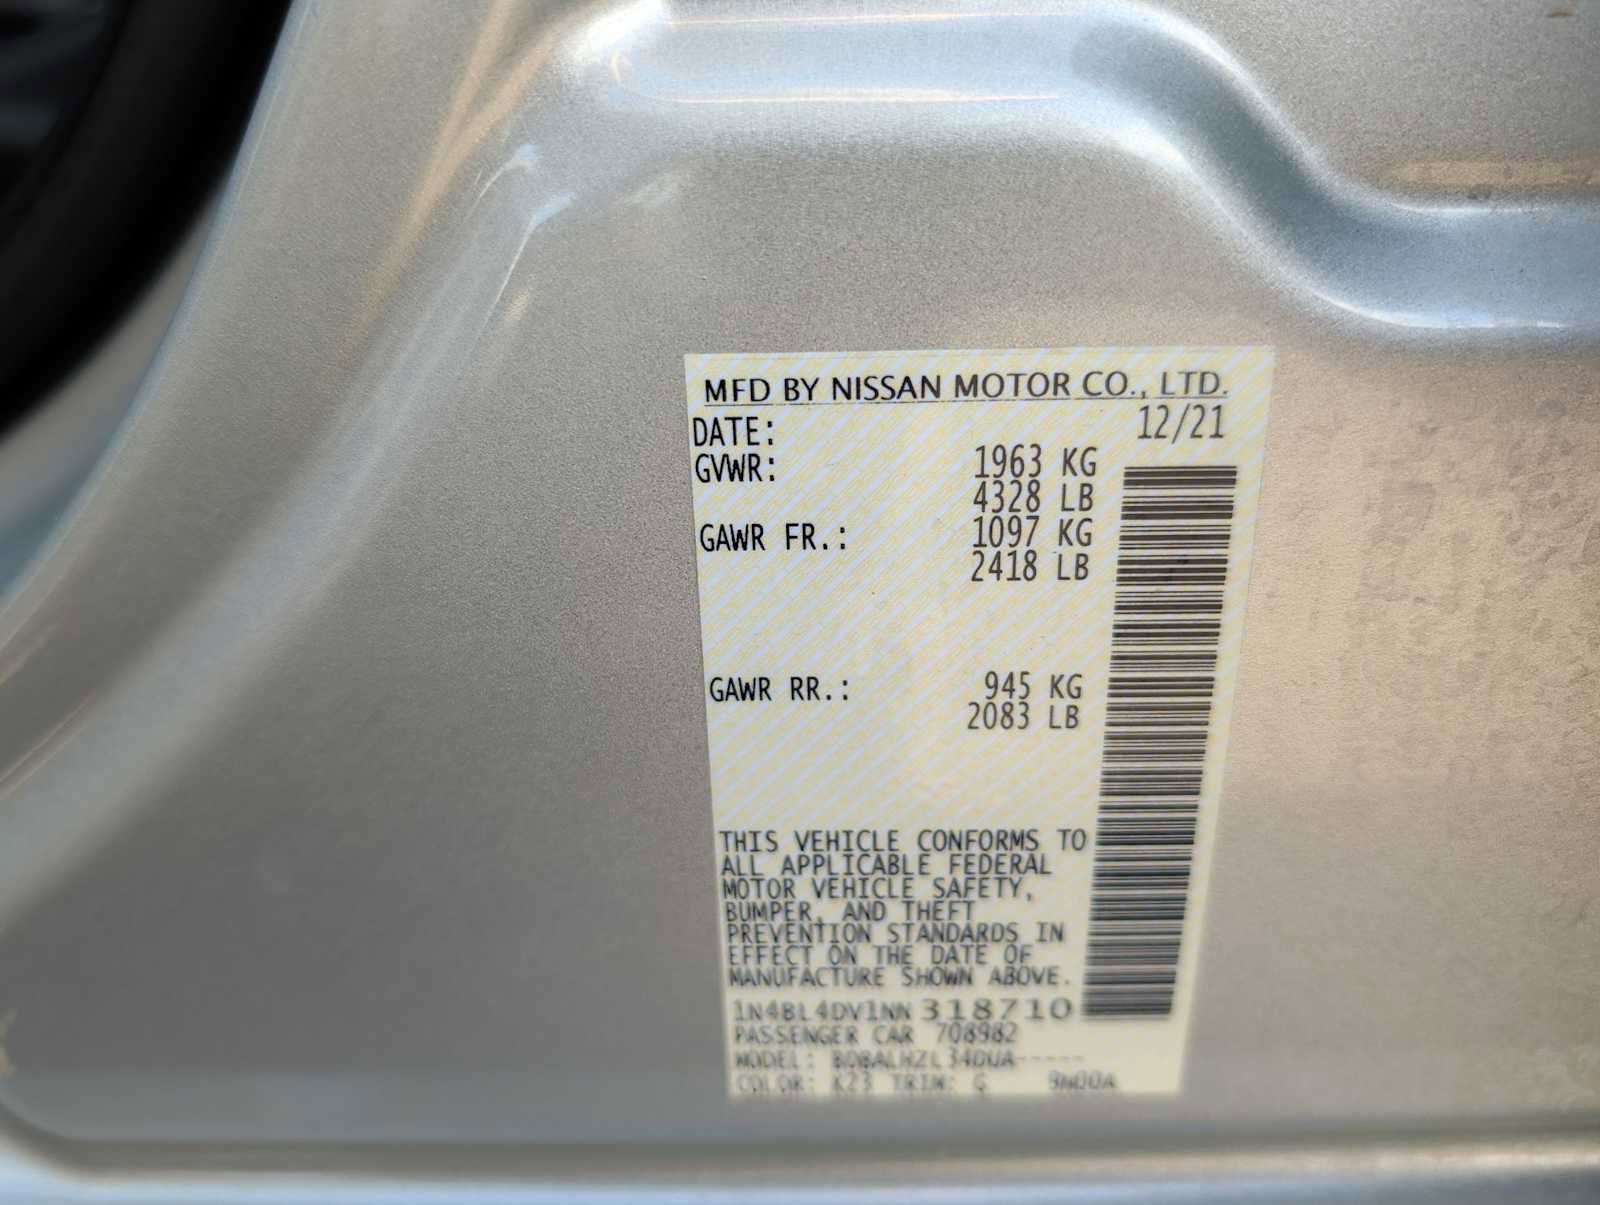 MFD BY NISSAN MOTOR CO., LTD.
DATE: 12/21
GVWR: 1963 KG
4328 LB
GAWR FR.: 1097 KG
2418 LB
GAWR RR.: 945 KG
2083 LB
THIS VEHICLE CONFORMS TO
ALL APPLICABLE FEDERAL
MOTOR VEHICLE SAFETY,
BUMPER, AND THEFT
PREVENTION STANDARDS IN
EFFECT ON THE DATE OF
MANUFACTURE SHOWN ABOVE.
1N4BL4DV1NN318710
PASSENGER CAR 708982
MODEL:
COLOR: K23 TRIM: G